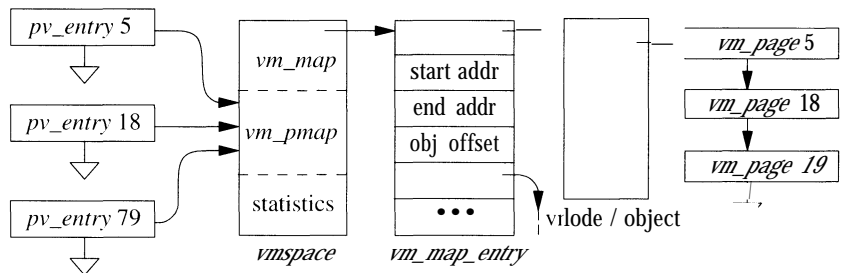 pv_entry 5
pv_entry 18
pv_entry 79
vm_map
vm_pmap
statistics
vmspace
start addr
end addr
obj offset
•••
vm_map_entry
vrlode / object
vm_page 5
vm_page 18
vm_page 19